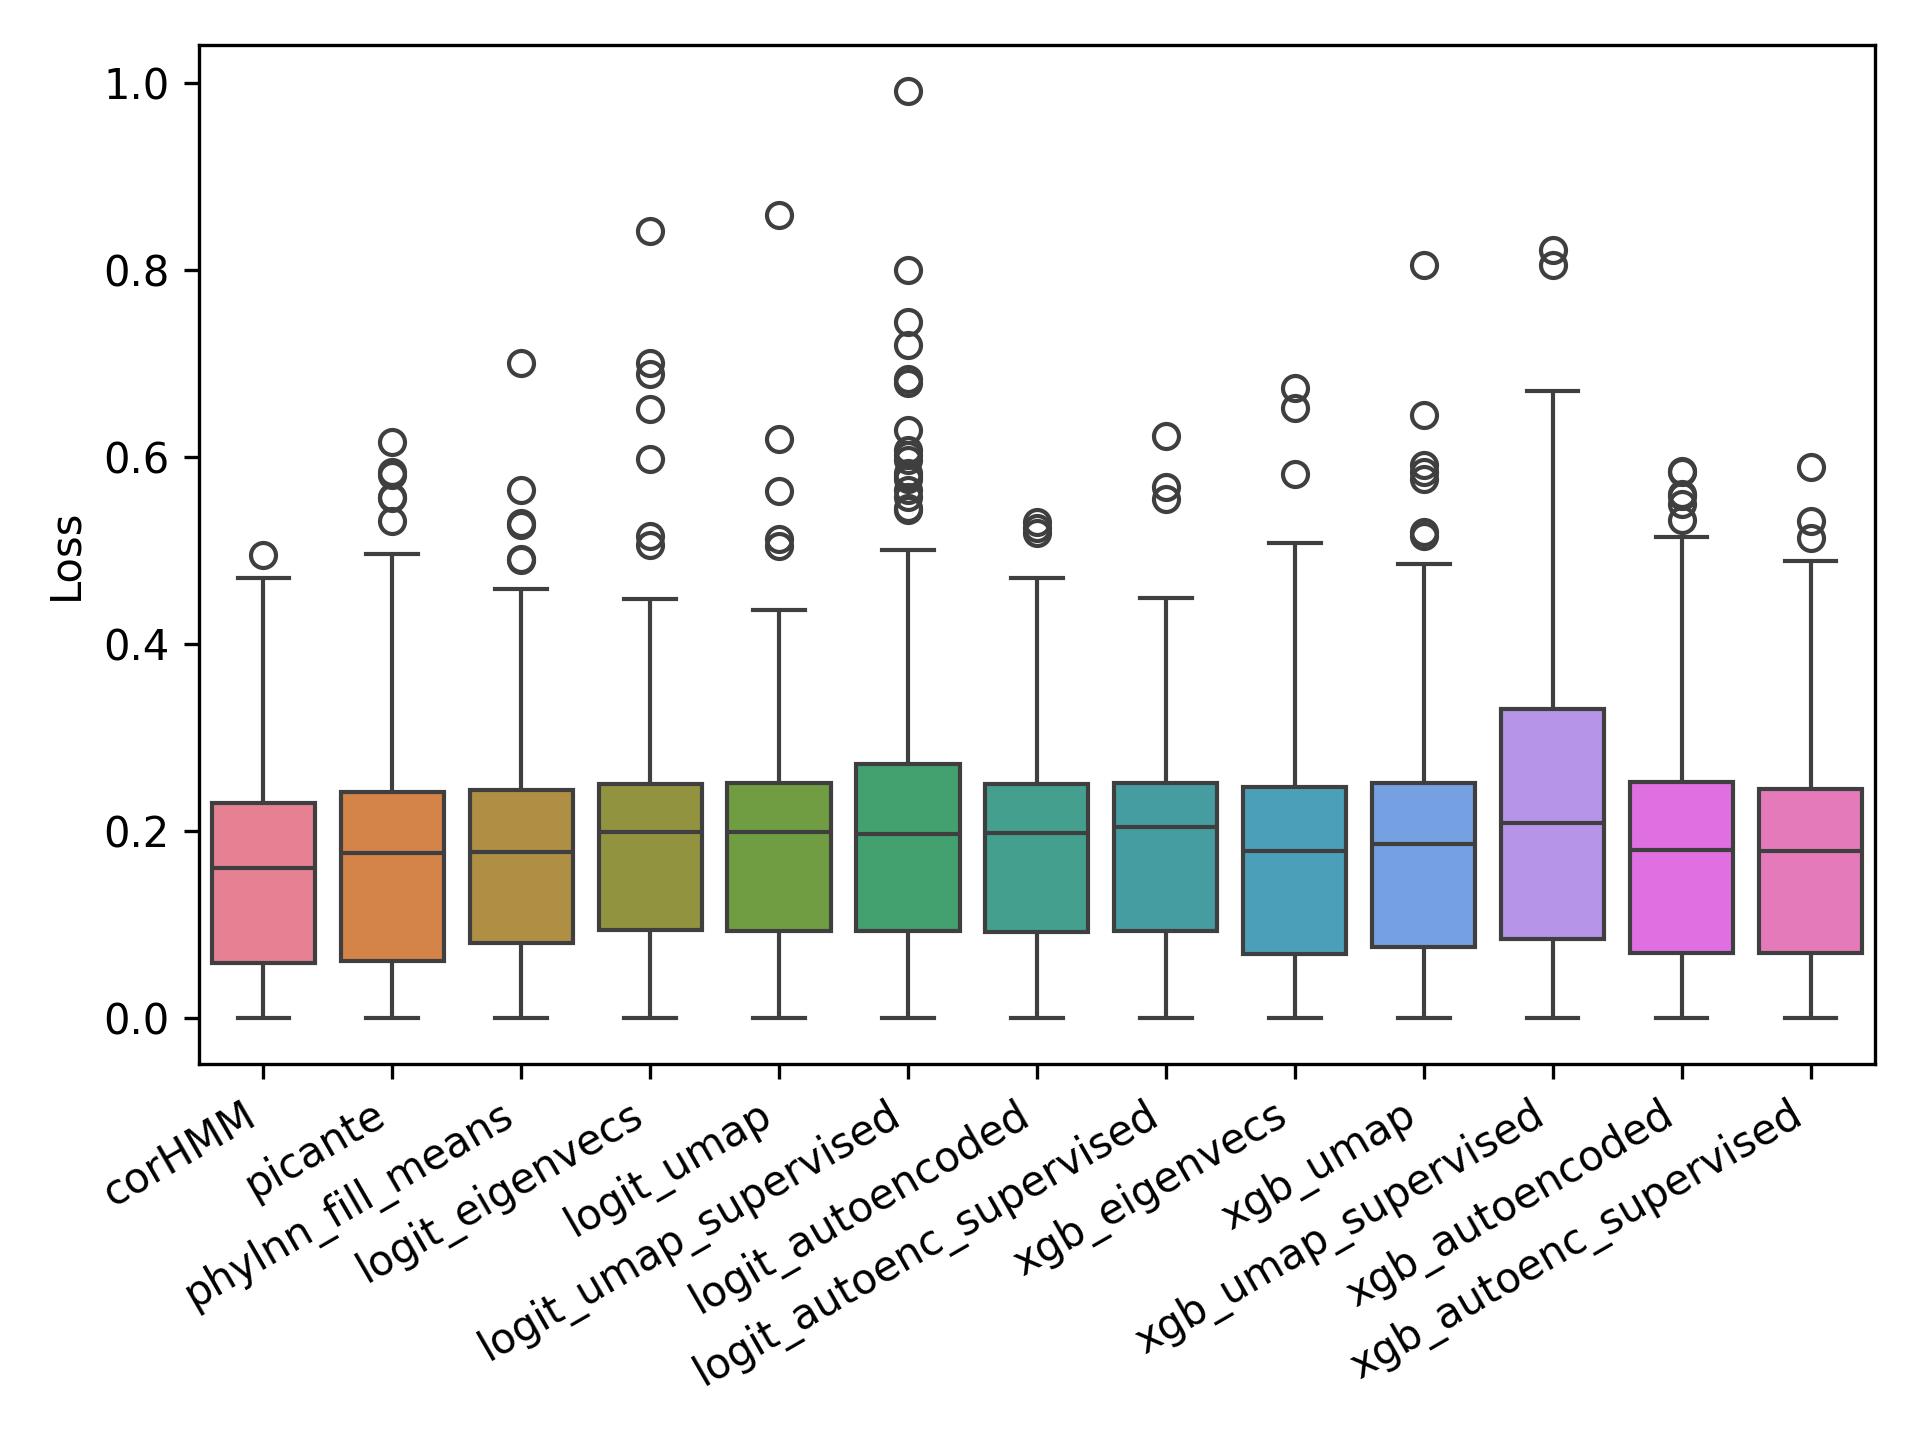 1.0
0.8
0.6
0.4
0.2
0.0
Loss
corHMM
picante
phylnn_fill_means
logit_eigenvecs
logit_umap
logit_umap_supervised
logit_autoencoded
logit_autoenc_supervised
xgb_eigenvecs
xgb_umap
xgb_umap_supervised
xgb_autoencoded
xgb_autoenc_supervised